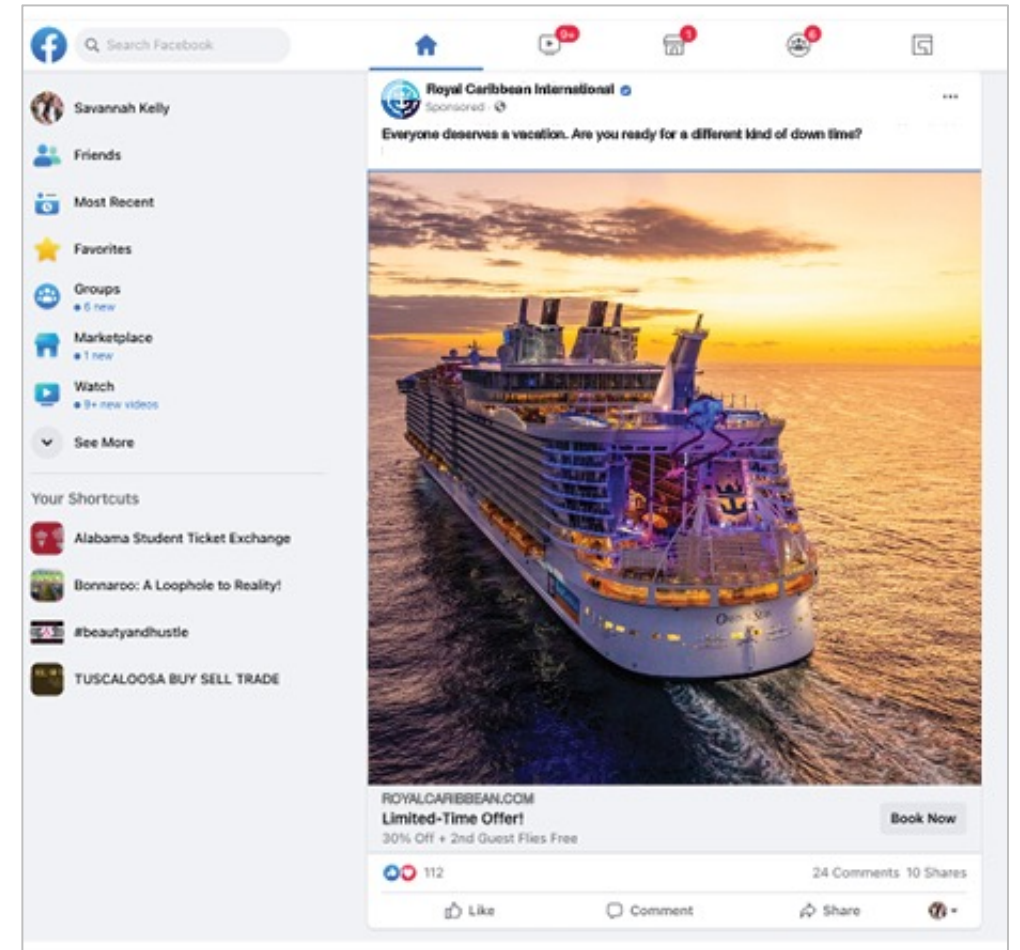 Search Facebook
9+
1
6
Savannah Kelly
Friends
Most Recent
Favorites
Groups
6 new
Marketplace
1 new
Watch
9+ new videos
See More
Your Shortcuts
Alabama Student Ticket Exchange
Bonnaroo: A Loophole to Reality!
#beautyandhustle
TUSCALOOSA BUY SELL TRADE
Royal Caribbean International
Sponsored
Everyone deserves a vacation. Are you ready for a different kind of down time?
ROYALCARIBBEAN.COM
Limited-Time Offer!
30% Off + 2nd Guest Flies Free
Book Now
112
24 Comments 10 Shares
Like
Comment
Share